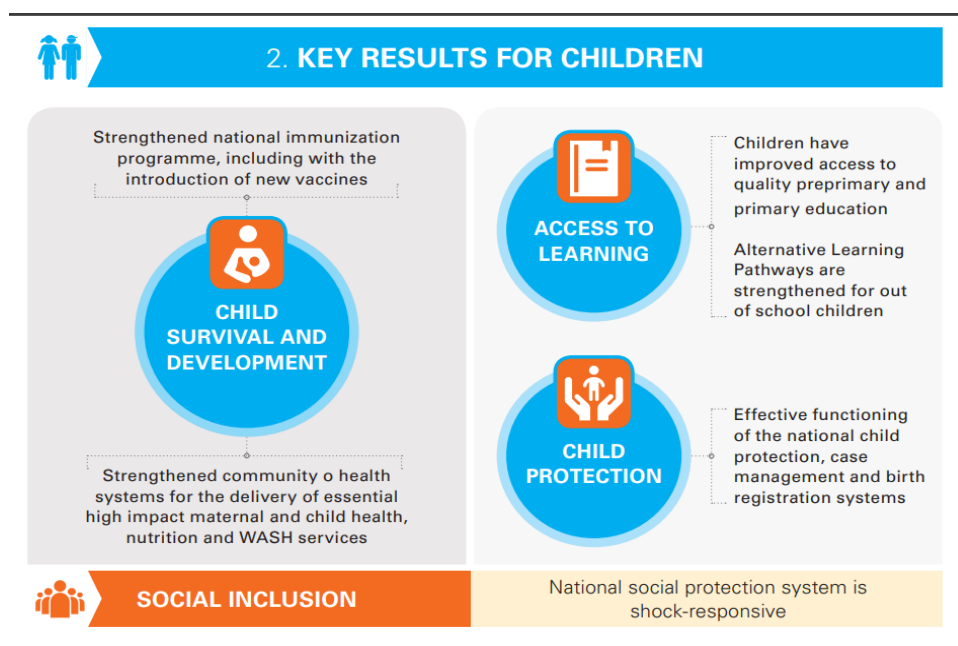 2. KEY RESULTS FOR CHILDREN
Strengthened national immunization
programme, including with the
introduction of new vaccines
CHILD
SURVIVAL AND
DEVELOPMENT
Strengthened community o health
systems for the delivery of essential
high impact maternal and child health,
nutrition and WASH services
ACCESS TO
LEARNING
Children have
improved access to
quality preprimary and
primary education
Alternative Learning
Pathways are
strengthened for out
of school children
CHILD
PROTECTION
Effective functioning
of the national child
protection, case
management and birth
registration systems
SOCIAL INCLUSION
National social protection system is
shock-responsive